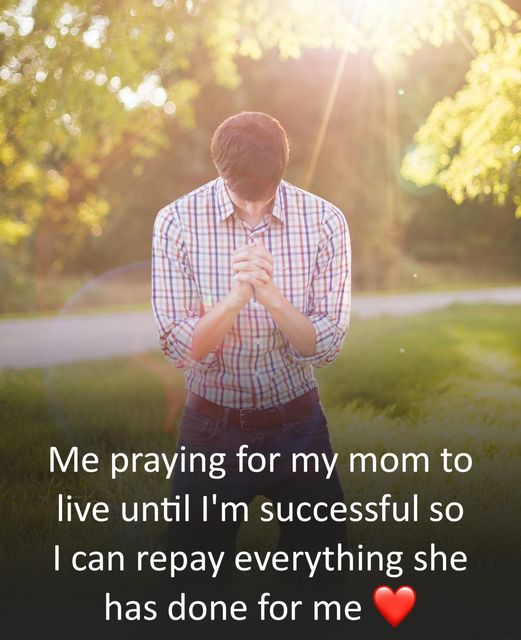 Me praying for my mom to
live until I'm successful so
I can repay everything she
has done for me ❤️